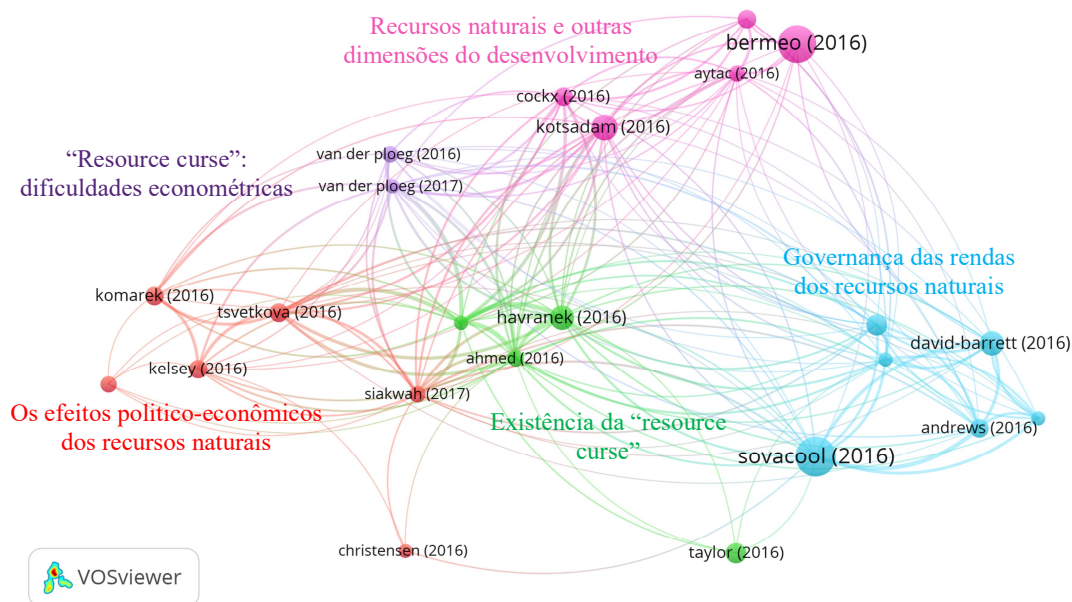 Recursos naturais e outras
dimensões do desenvolvimento
bermeo (2016)
aytac (2016)
cockx (2016)
kotsadam (2016)
“Resource curse”:
dificuldades econométricas
van der ploeg (2016)
van der ploeg (2017)
Governança das rendas
dos recursos naturais
komarek (2016)
tsvetkova (2016)
havranek (2016)
david-barrett (2016)
kelsey (2016)
ahmed (2016)
siakwah (2017)
Os efeitos politico-econômicos
dos recursos naturais
Existência da “resource
curse”
andrews (2016)
sovacool (2016)
christensen (2016)
taylor (2016)
VOSviewer